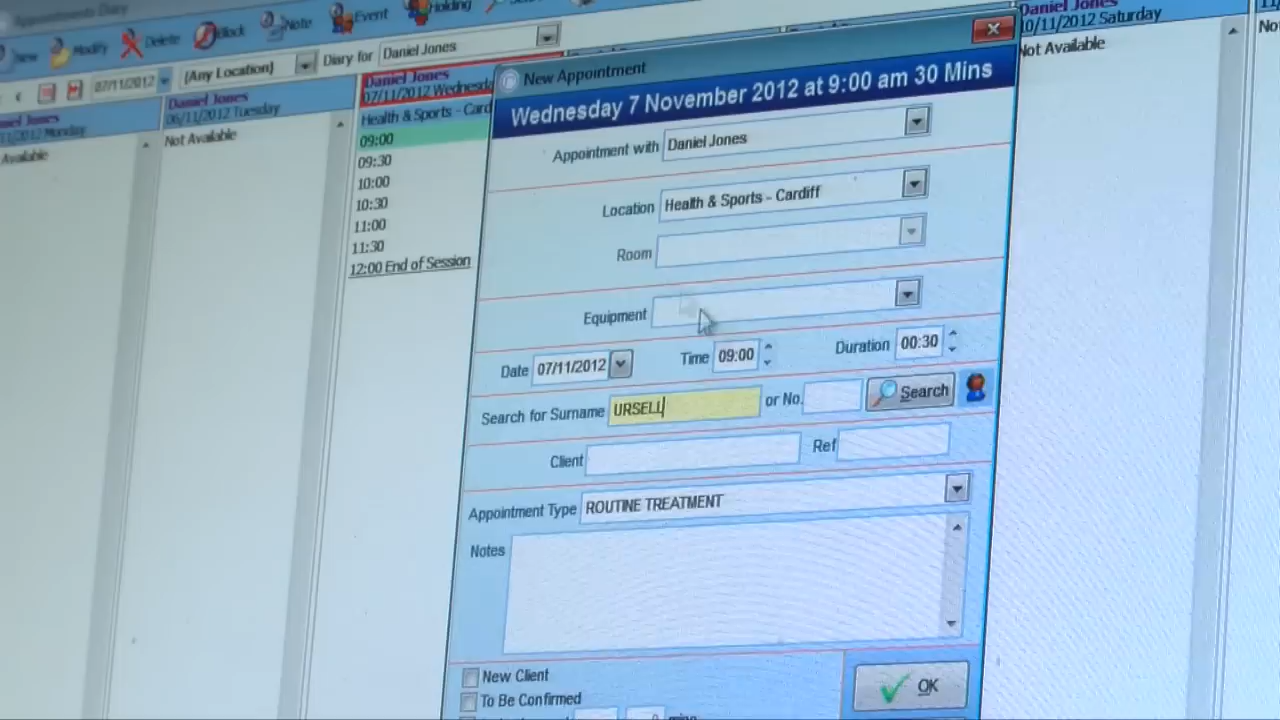 Appointments Diary
New Modify Delete Block Note Event Holding
07/11/2012 (Any Location) Diary for Daniel Jones
Daniel Jones
06/11/2012 Tuesday
Not Available
Monday
Available
Daniel Jones
07/11/2012
Health & Sports - Card
09:00
09:30
10:00
10:30
11:00
11:30
12:00 End of Session
New Appointment
Wednesday 7 November 2012 at 9:00 am 30 Mins
Appointment with Daniel Jones
Location Health & Sports - Cardiff
Room
Equipment
Date 07/11/2012 Time 09:00 Duration 00:30
Search for Surname URSELL or No. Search
Client Ref
Appointment Type ROUTINE TREATMENT
Notes
New Client
To Be Confirmed
OK
Daniel Jones
10/11/2012 Saturday
Not Available
No